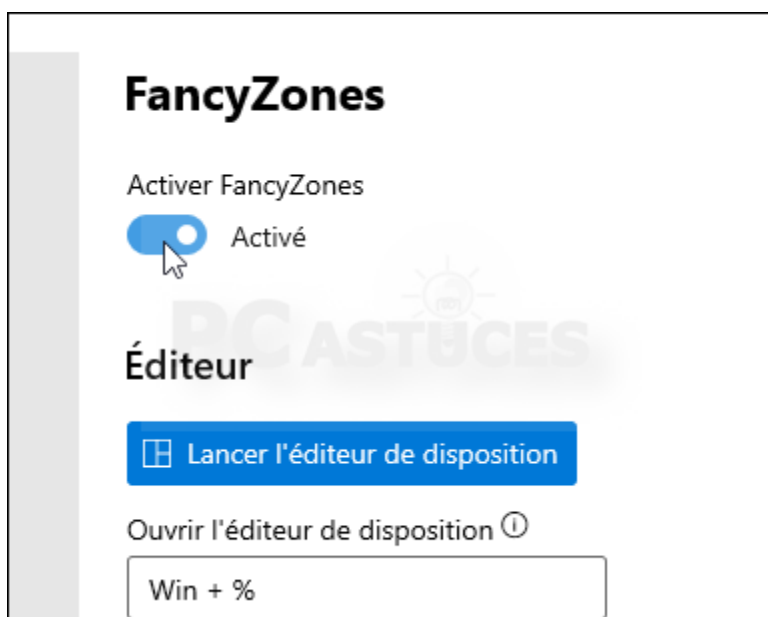 FancyZones
Activer FancyZones
Activé
PC ASTUCES
Éditeur
Lancer l'éditeur de disposition
Ouvrir l'éditeur de disposition
Win + %